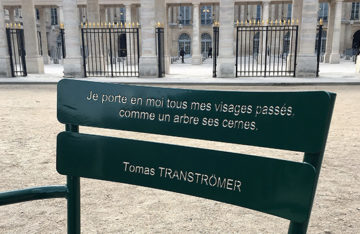 Je porte en moi tous mes visages passés,
comme un arbre ses cernes.
Tomas TRANSTRÖMER